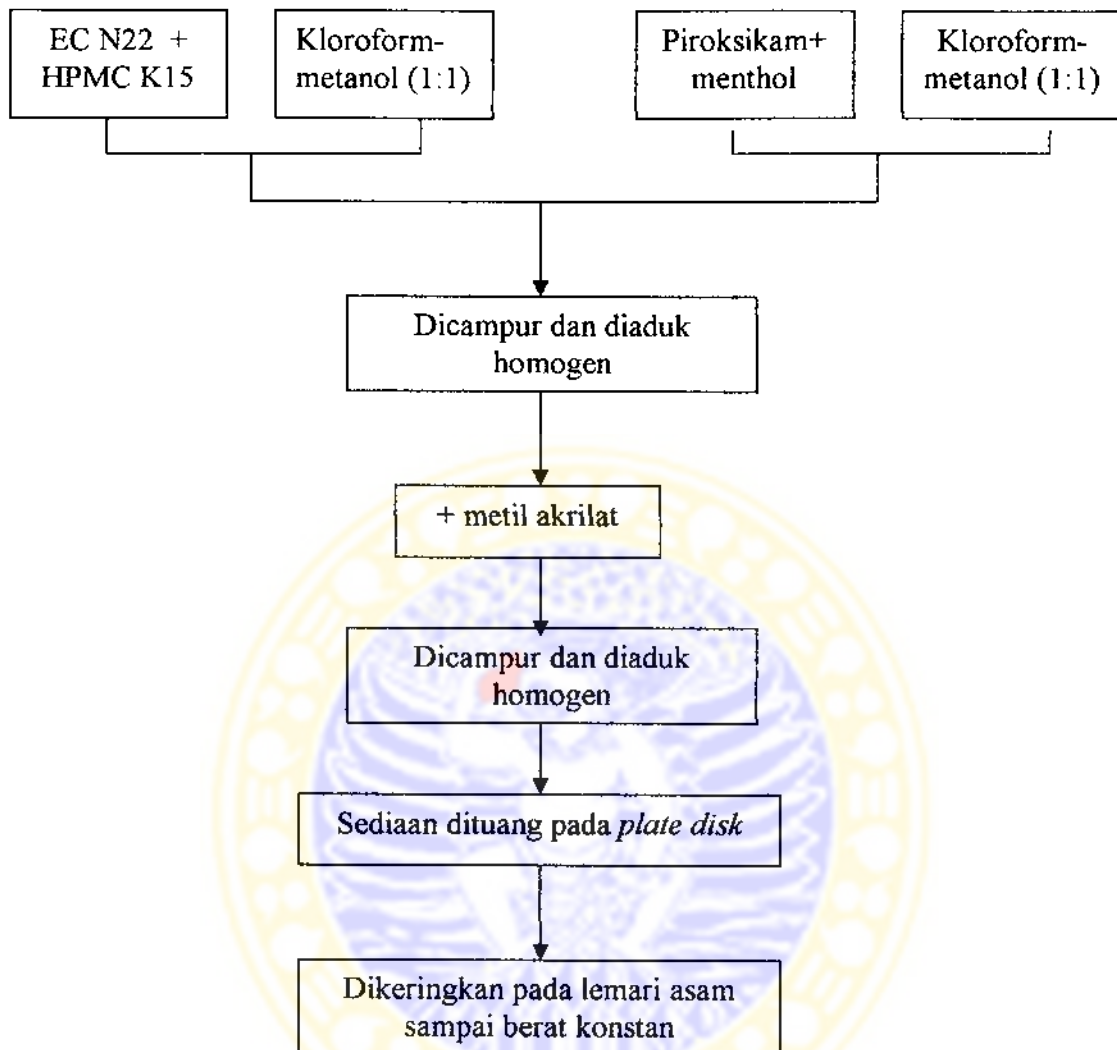 EC N22 +
HPMC K15
Kloroform-
metanol (1:1)
Piroksikam+
menthol
Kloroform-
metanol (1:1)
Dicampur dan diaduk
homogen
+ metil akrilat
Dicampur dan diaduk
homogen
Sediaan dituang pada plate disk
Dikeringkan pada lemari asam
sampai berat konstan